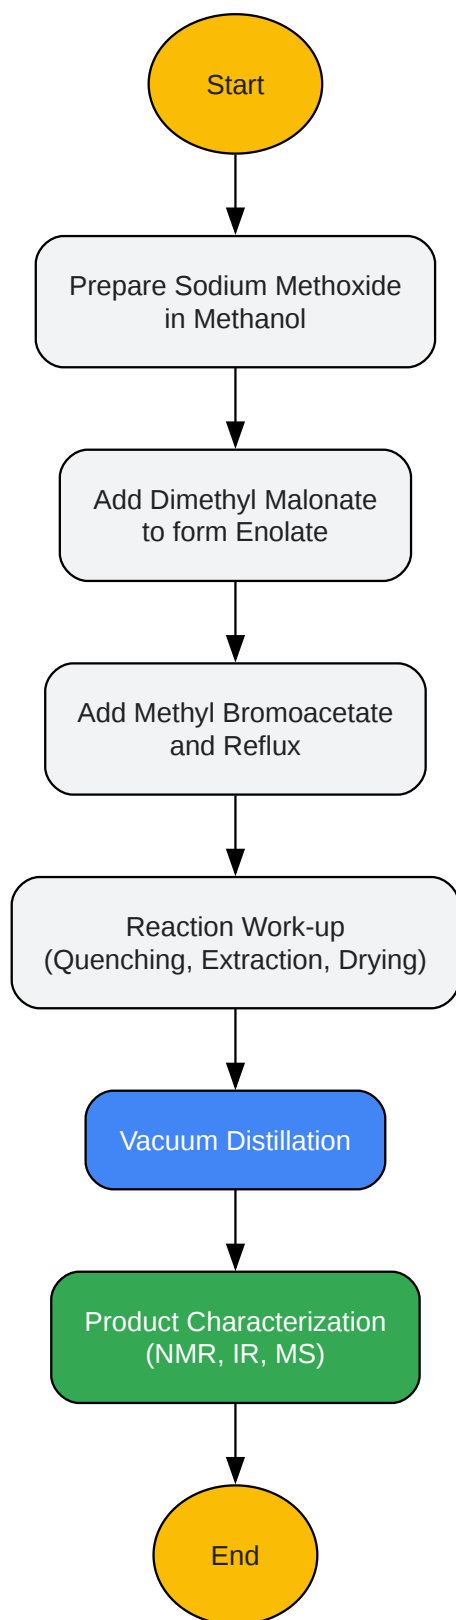 Start
Prepare Sodium Methoxide
in Methanol
Add Dimethyl Malonate
to form Enolate
Add Methyl Bromoacetate
and Reflux
Reaction Work-up
(Quenching, Extraction, Drying)
Vacuum Distillation
Product Characterization
(NMR, IR, MS)
End